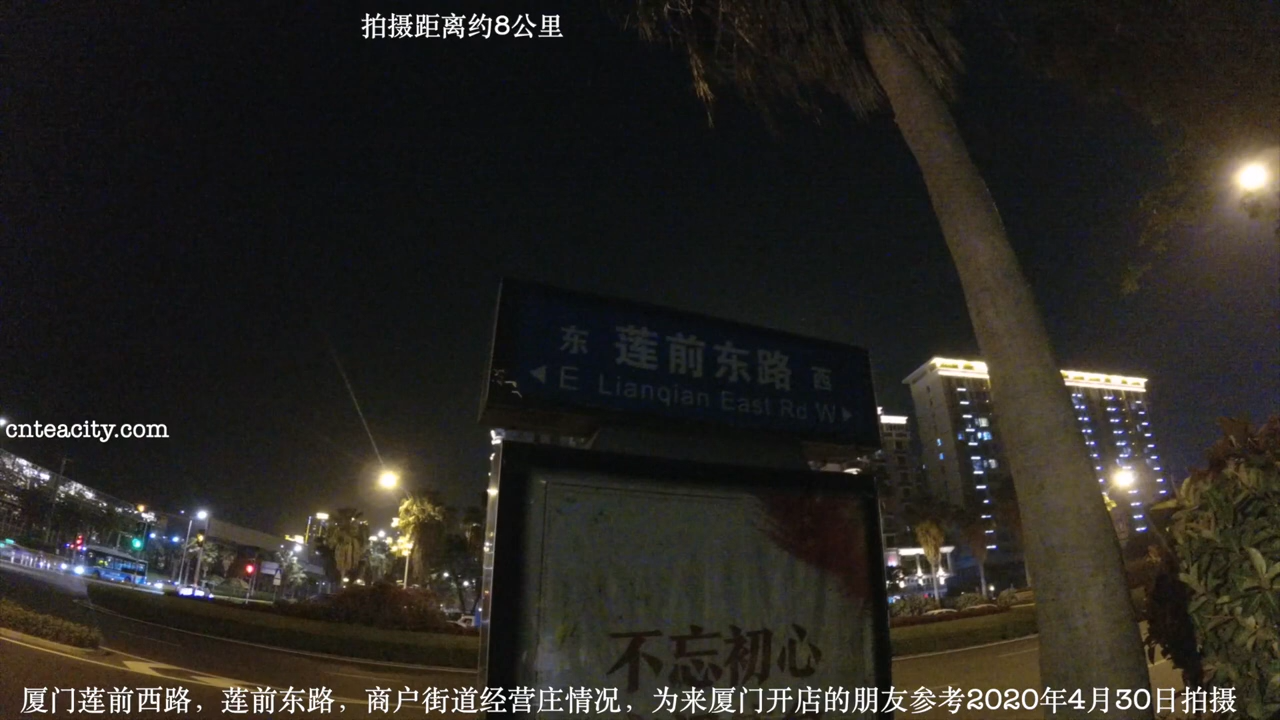 拍摄距离约8公里
东 莲前东路 西
E Lianqian East Rd W
cnteacity.com
不忘初心
厦门莲前西路，莲前东路，商户街道经营庄情况，为来厦门开店的朋友参考2020年4月30日拍摄